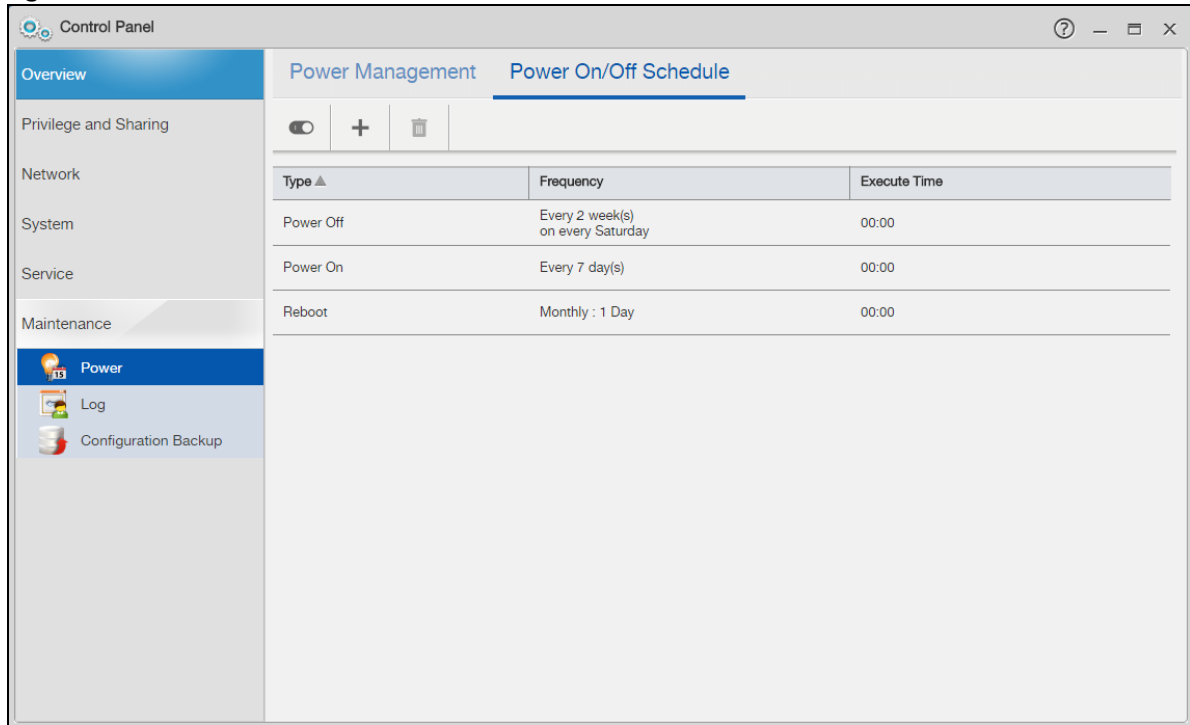 Control Panel
Overview
Privilege and Sharing
Network
System
Service
Maintenance
15
Power
Log
Configuration Backup
Power Management
Power On/Off Schedule
Type
Frequency
Execute Time
Power Off
Every 2 week(s)
on every Saturday
00:00
Power On
Every 7 day(s)
00:00
Reboot
Monthly : 1 Day
00:00